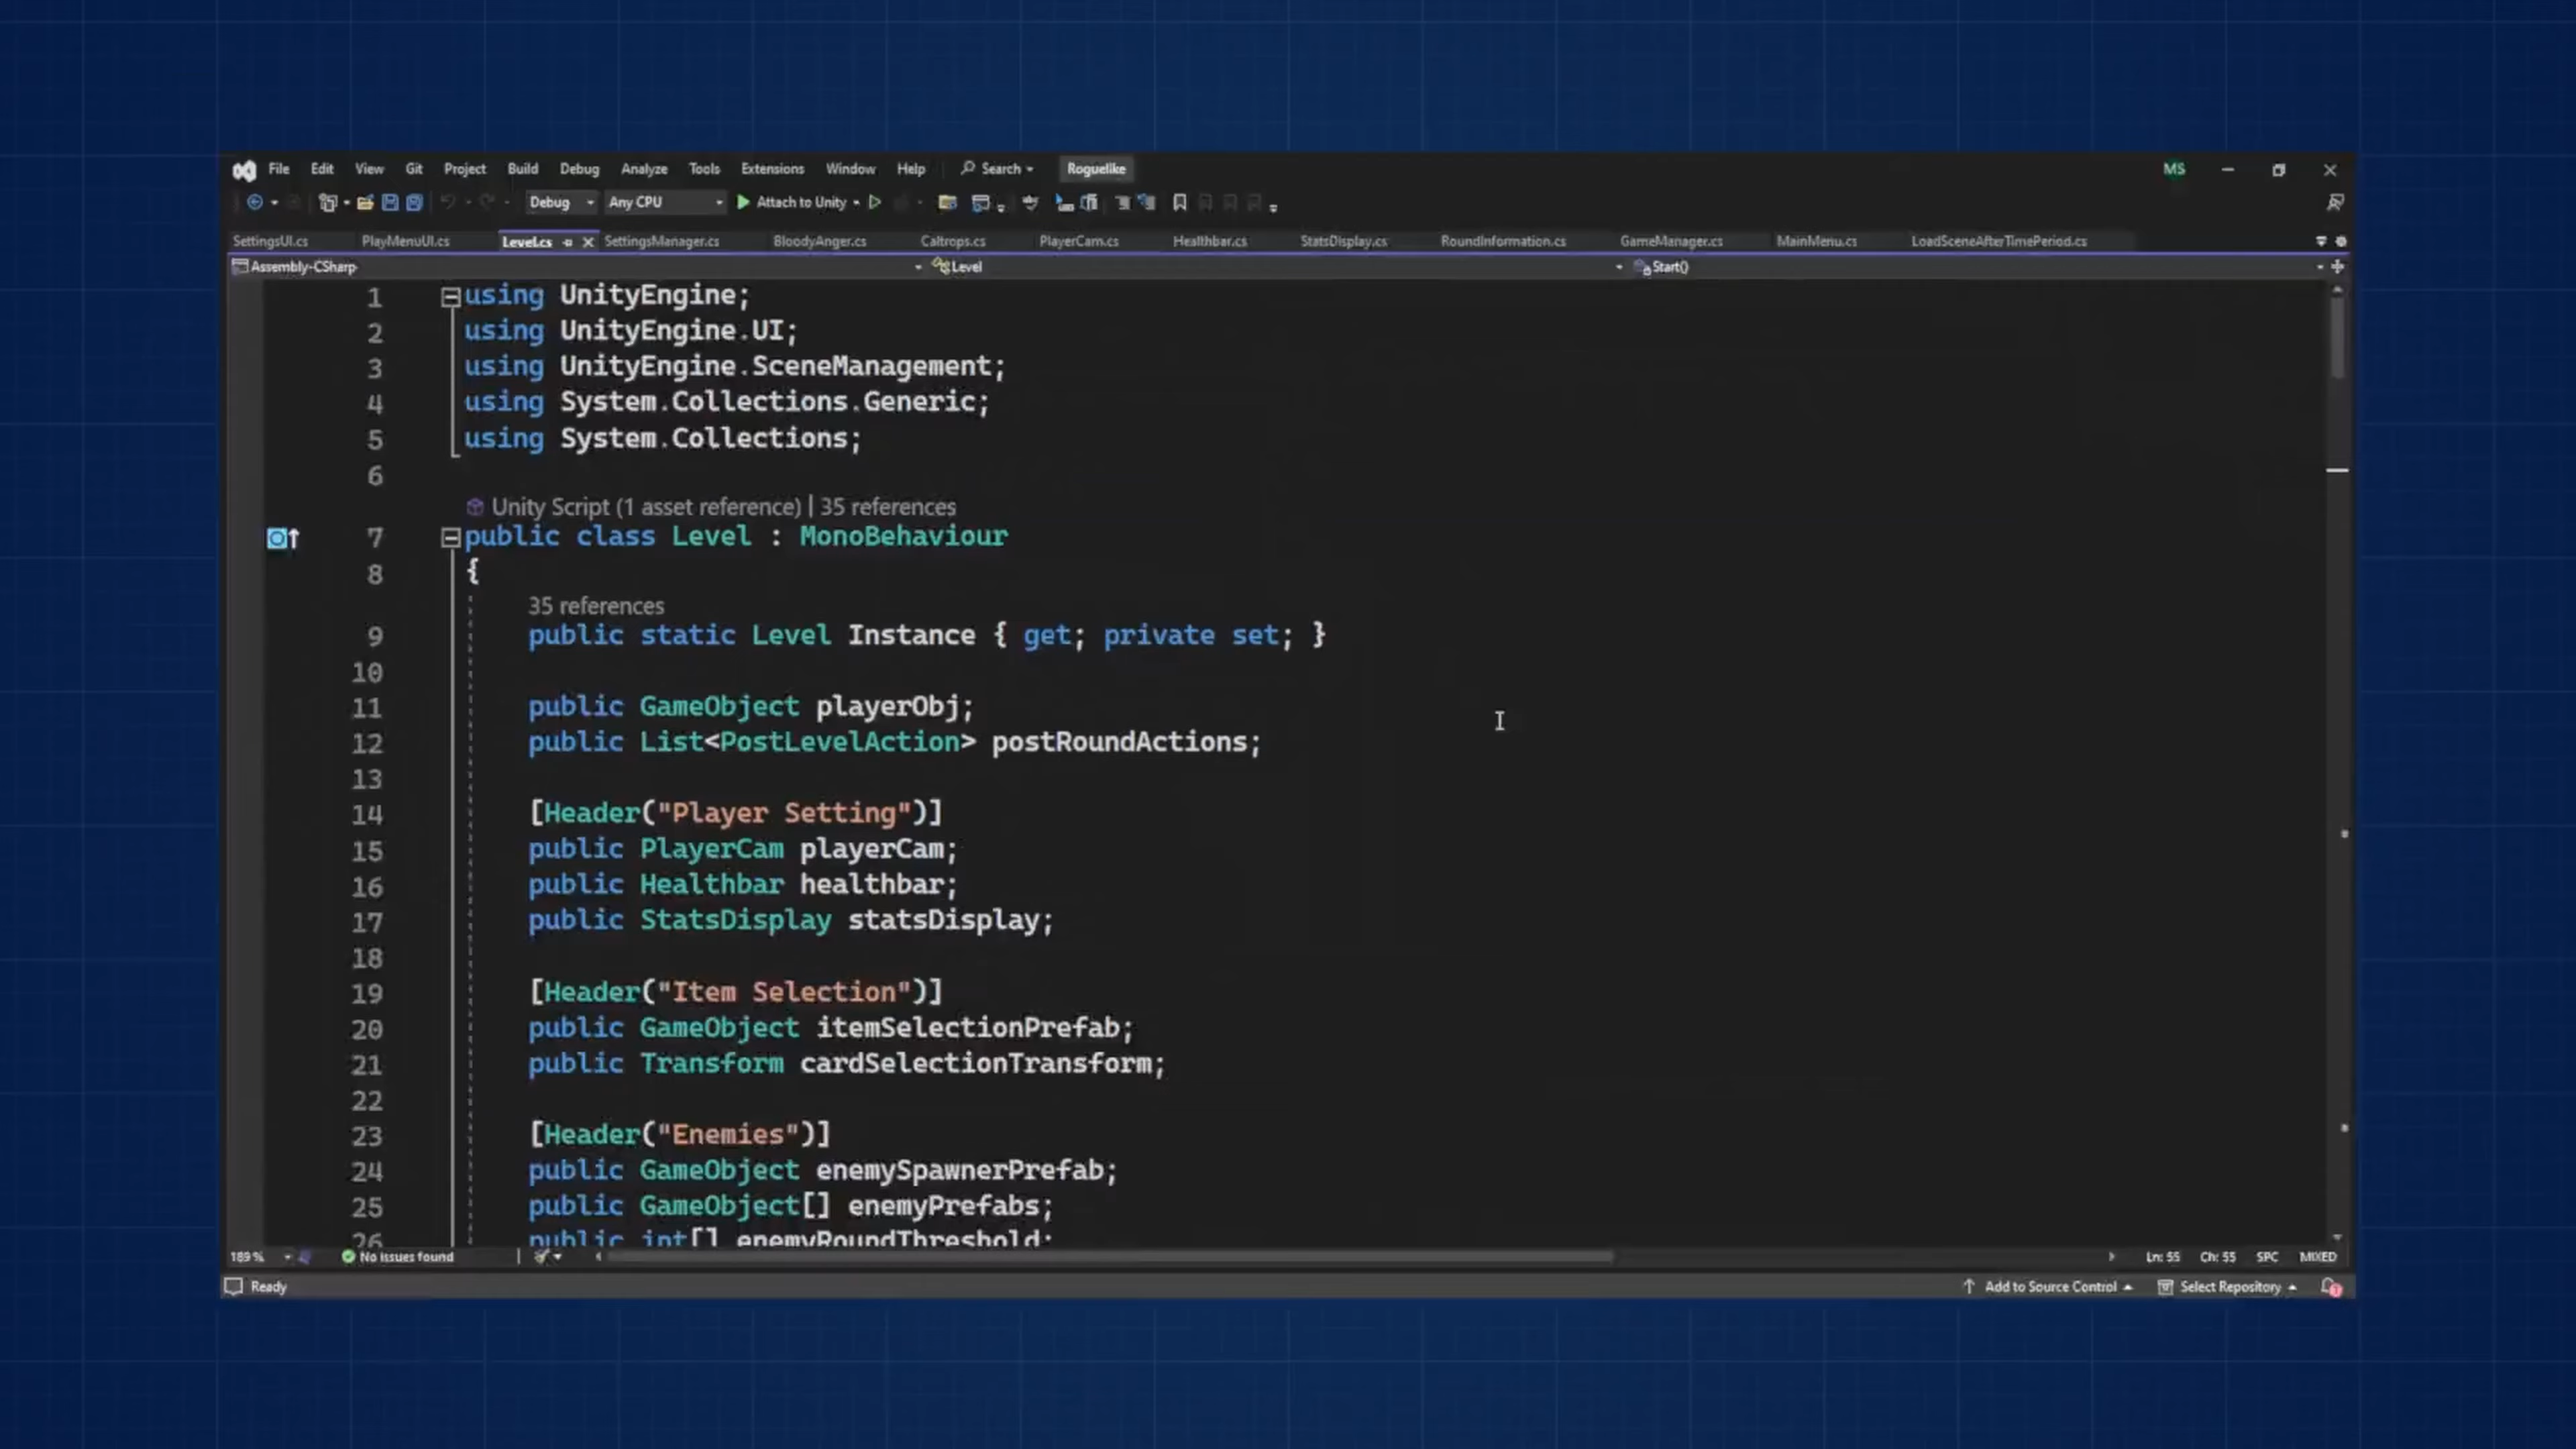 File Edit View Git Project Build Debug Analyze Tools Extensions Window Help Search Roguelike MS
Debug Any CPU Attach to Unity
SettingsUI.cs PlayMenuUI.cs Level.cs SettingsManager.cs BloodyAnger.cs Caltrops.cs PlayerCam.cs Healthbar.cs StatsDisplay.cs RoundInformation.cs GameManager.cs MainMenu.cs LoadSceneAfterTimePeriod.cs
Assembly-CSharp Level Start()
1 using UnityEngine;
2 using UnityEngine.UI;
3 using UnityEngine.SceneManagement;
4 using System.Collections.Generic;
5 using System.Collections;
6
Unity Script (1 asset reference) | 35 references
7 public class Level : MonoBehaviour
8 {
35 references
9 public static Level Instance { get; private set; }
10
11 public GameObject playerObj;
12 public List<PostLevelAction> postRoundActions;
13
14 [Header("Player Setting")]
15 public PlayerCam playerCam;
16 public Healthbar healthbar;
17 public StatsDisplay statsDisplay;
18
19 [Header("Item Selection")]
20 public GameObject itemSelectionPrefab;
21 public Transform cardSelectionTransform;
22
23 [Header("Enemies")]
24 public GameObject enemySpawnerPrefab;
25 public GameObject[] enemyPrefabs;
26 public int[] enemyRoundThreshold;
189 % No issues found Ln: 55 Ch: 55 SPC MIXED
Ready Add to Source Control Select Repository 1